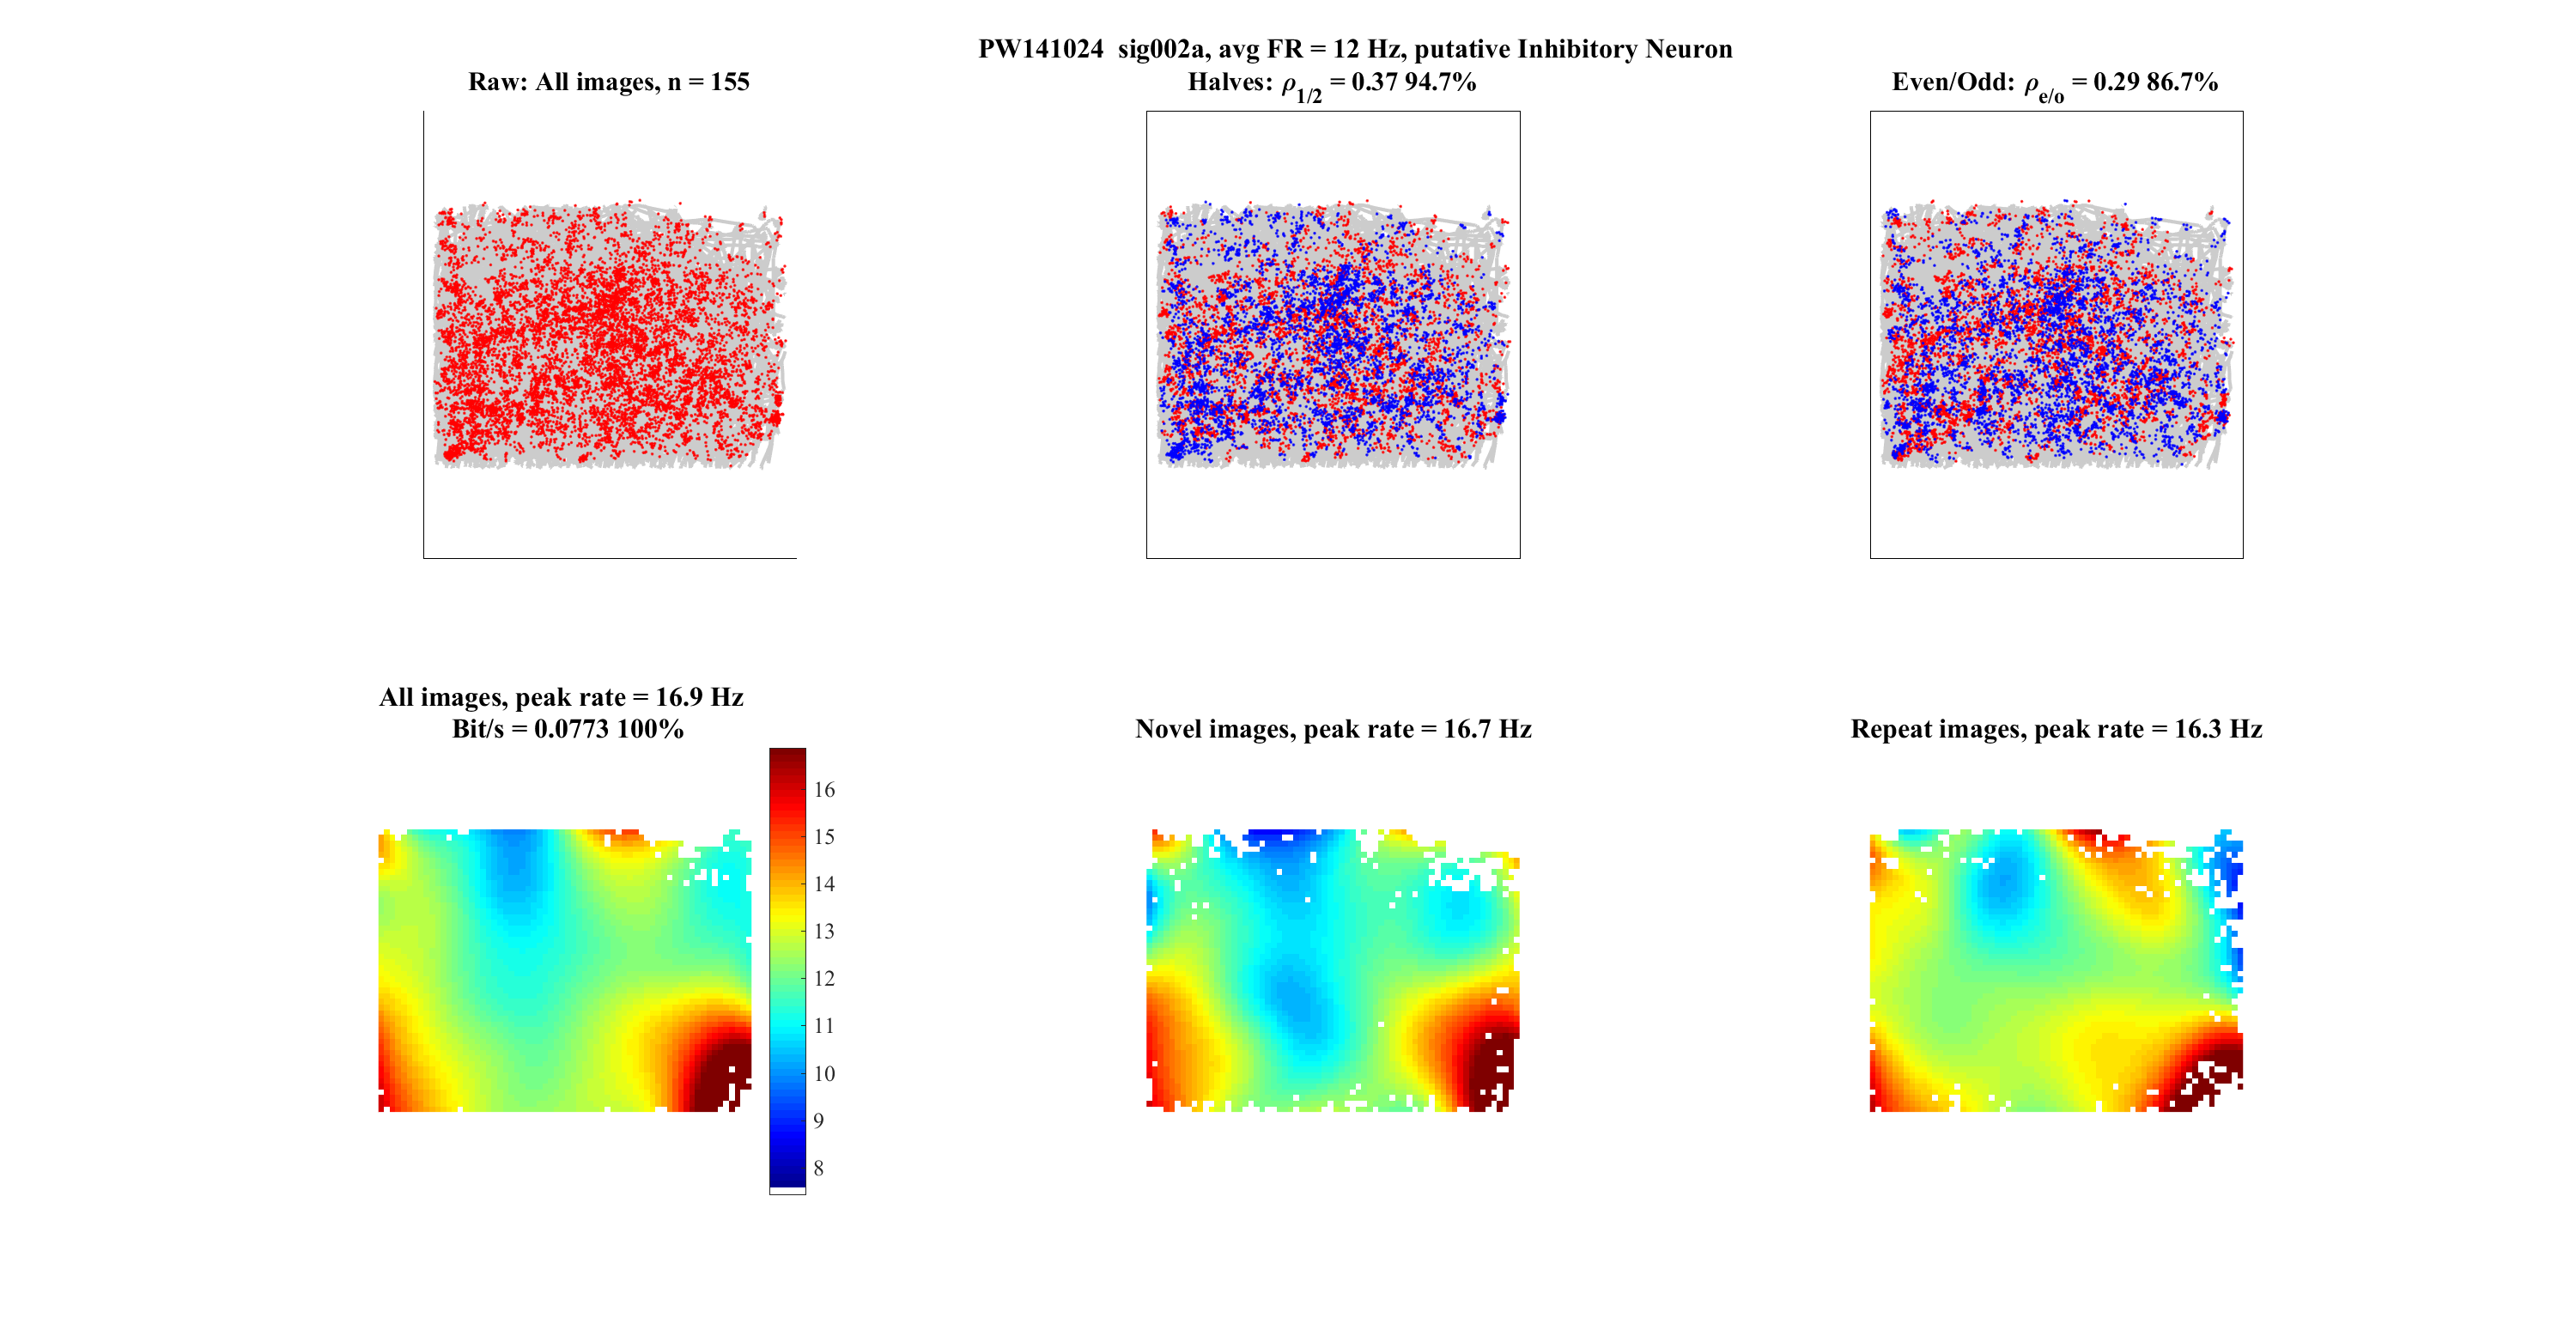 PW141024 sig002a, avg FR = 12 Hz, putative Inhibitory Neuron
Raw: All images, n = 155
Halves: ρ1/2 = 0.37 94.7%
Even/Odd: ρe/o = 0.29 86.7%
All images, peak rate = 16.9 Hz
Bit/s = 0.0773 100%
Novel images, peak rate = 16.7 Hz
Repeat images, peak rate = 16.3 Hz
16
15
14
13
12
11
10
9
8